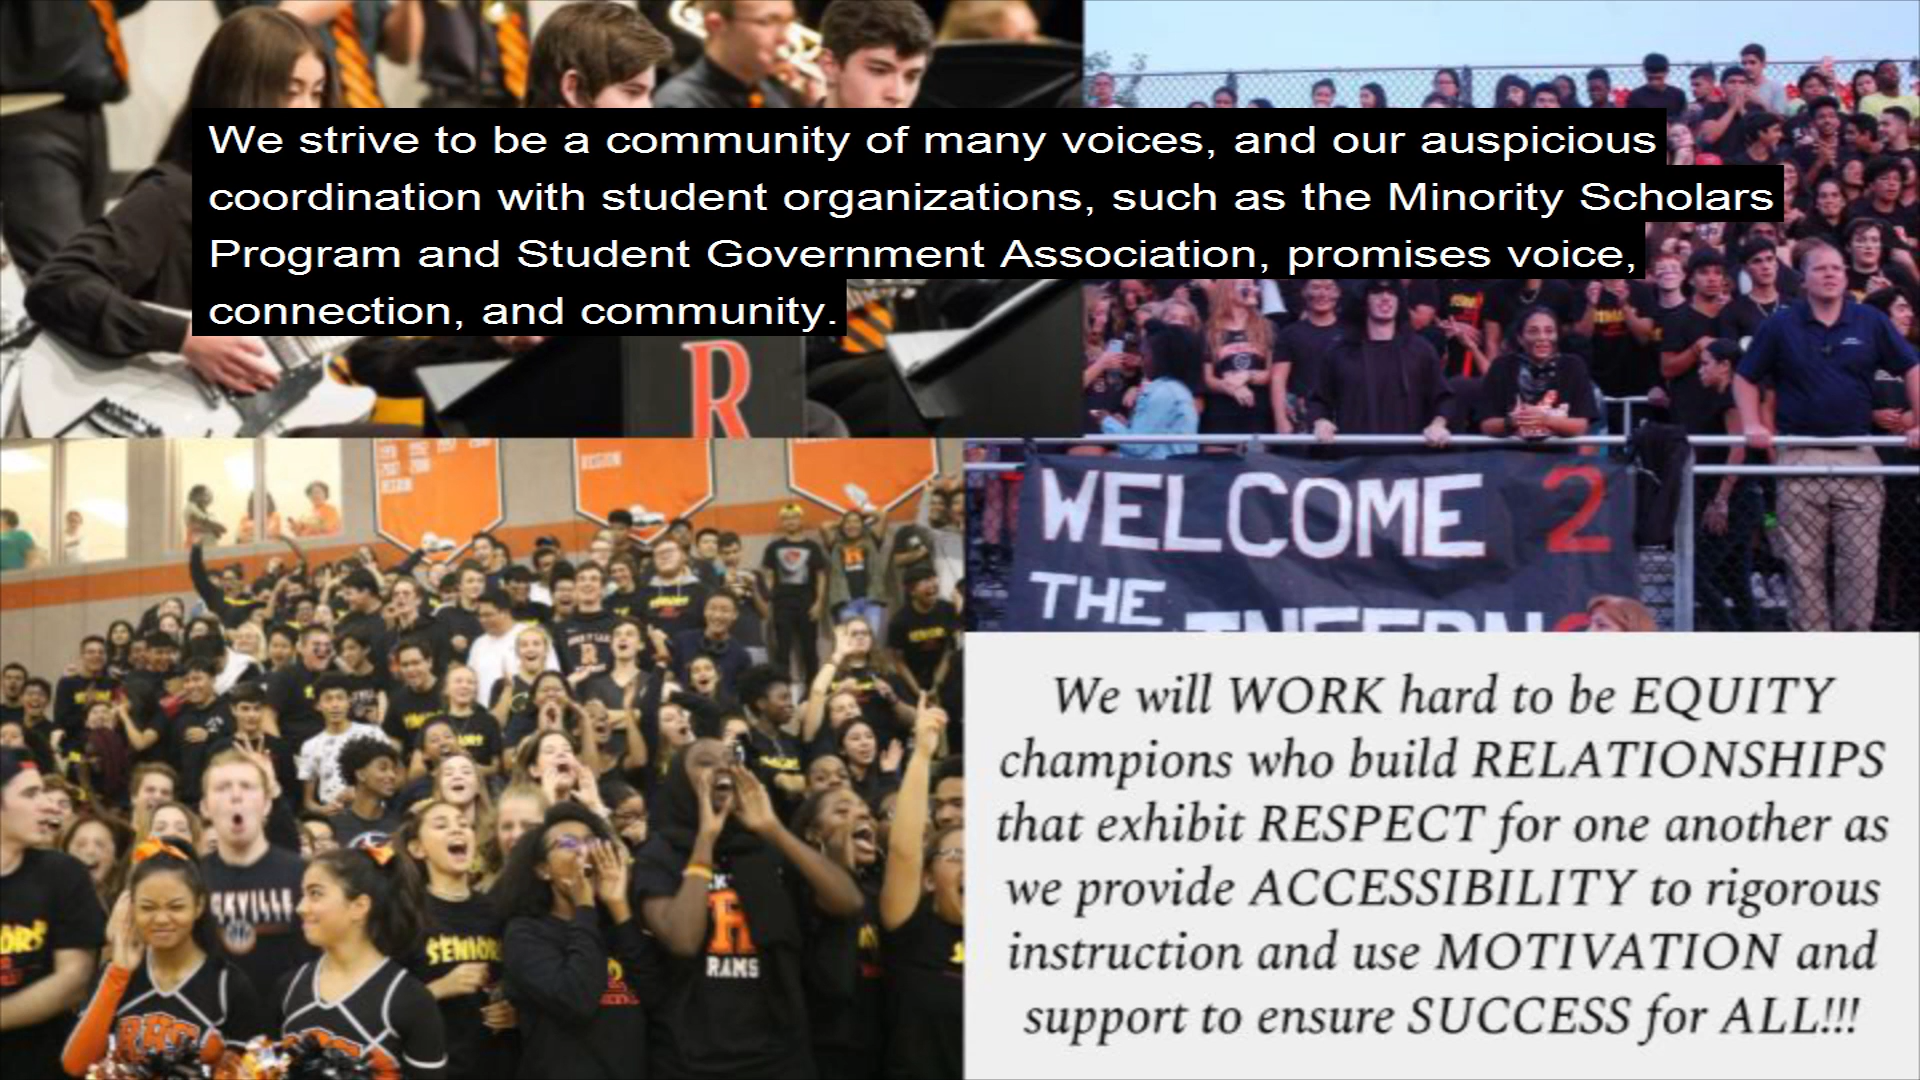 We strive to be a community of many voices, and our auspicious
coordination with student organizations, such as the Minority Scholars
Program and Student Government Association, promises voice,
connection, and community.
R
REGION
WELCOME 2
THE
We will WORK hard to be EQUITY
champions who build RELATIONSHIPS
that exhibit RESPECT for one another as
we provide ACCESSIBILITY to rigorous
instruction and use MOTIVATION and
support to ensure SUCCESS for ALL!!!
SENIORS
R
RAMS
RHS